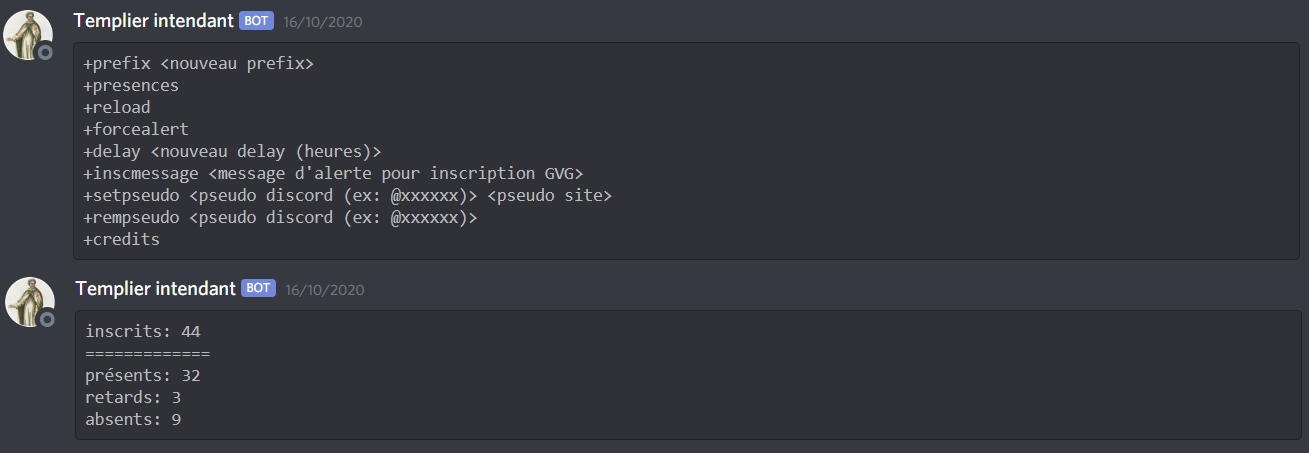 Templier intendant BOT 16/10/2020
+prefix <nouveau prefix>
+presences
+reload
+forcealert
+delay <nouveau delay (heures)>
+inscmessage <message d'alerte pour inscription GVG>
+setpseudo <pseudo discord (ex: @xxxxxx)> <pseudo site>
+rempseudo <pseudo discord (ex: @xxxxxx)>
+credits
Templier intendant BOT 16/10/2020
inscrits: 44
=============
présents: 32
retards: 3
absents: 9